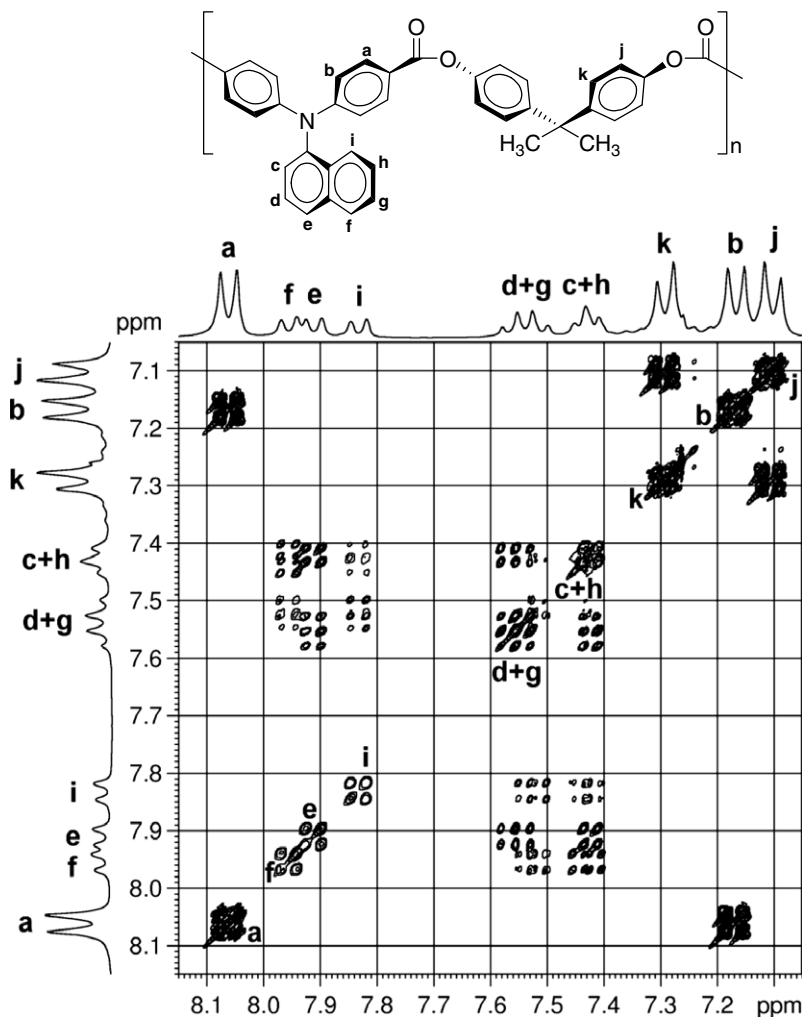 O O
a j
b O k
O
N
i H3C CH3 n
c h
d g
e f
a k b j
f e i d+g c+h
ppm
j 7.1
b 7.2 b j
k 7.3 k
7.4
c+h
7.5 c+h
d+g
7.6 d+g
7.7
i 7.8 i
e 7.9 e
f 8.0 f
a 8.1 a
8.1 8.0 7.9 7.8 7.7 7.6 7.5 7.4 7.3 7.2 ppm